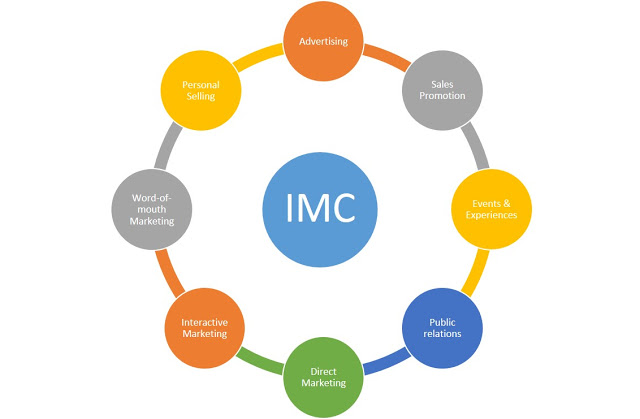 Advertising
Sales
Promotion
Events &
Experiences
Public
relations
Direct
Marketing
Interactive
Marketing
Word-of-
mouth
Marketing
Personal
Selling
IMC